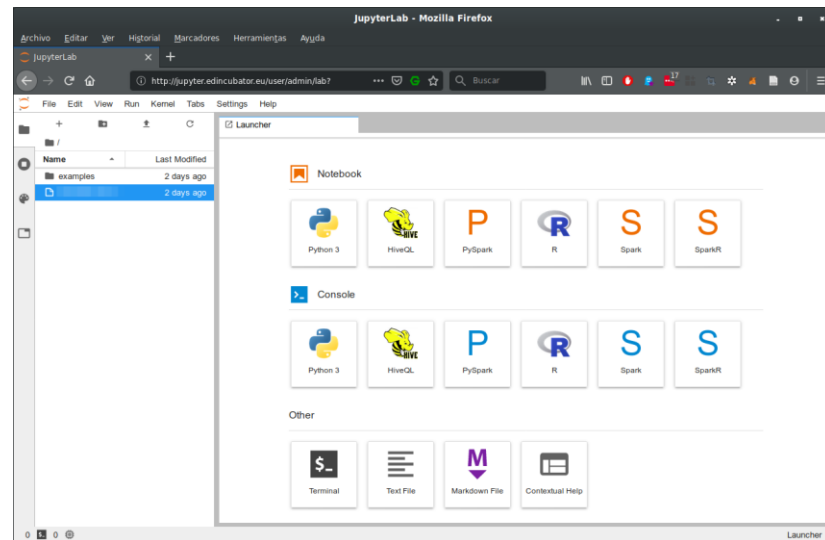 JupyterLab - Mozilla Firefox
Archivo Editar Ver Historial Marcadores Herramientas Ayuda
JupyterLab
http://jupyter.edincubator.eu/user/admin/lab?
Buscar
17
File Edit View Run Kernel Tabs Settings Help
Launcher
/
Name Last Modified
examples 2 days ago
2 days ago
Notebook
HIVE
P
R
S
S
Python 3 HiveQL PySpark R Spark SparkR
Console
HIVE
P
R
S
S
Python 3 HiveQL PySpark R Spark SparkR
Other
$_
M
Terminal Text File Markdown File Contextual Help
0 $_ 0 Launcher